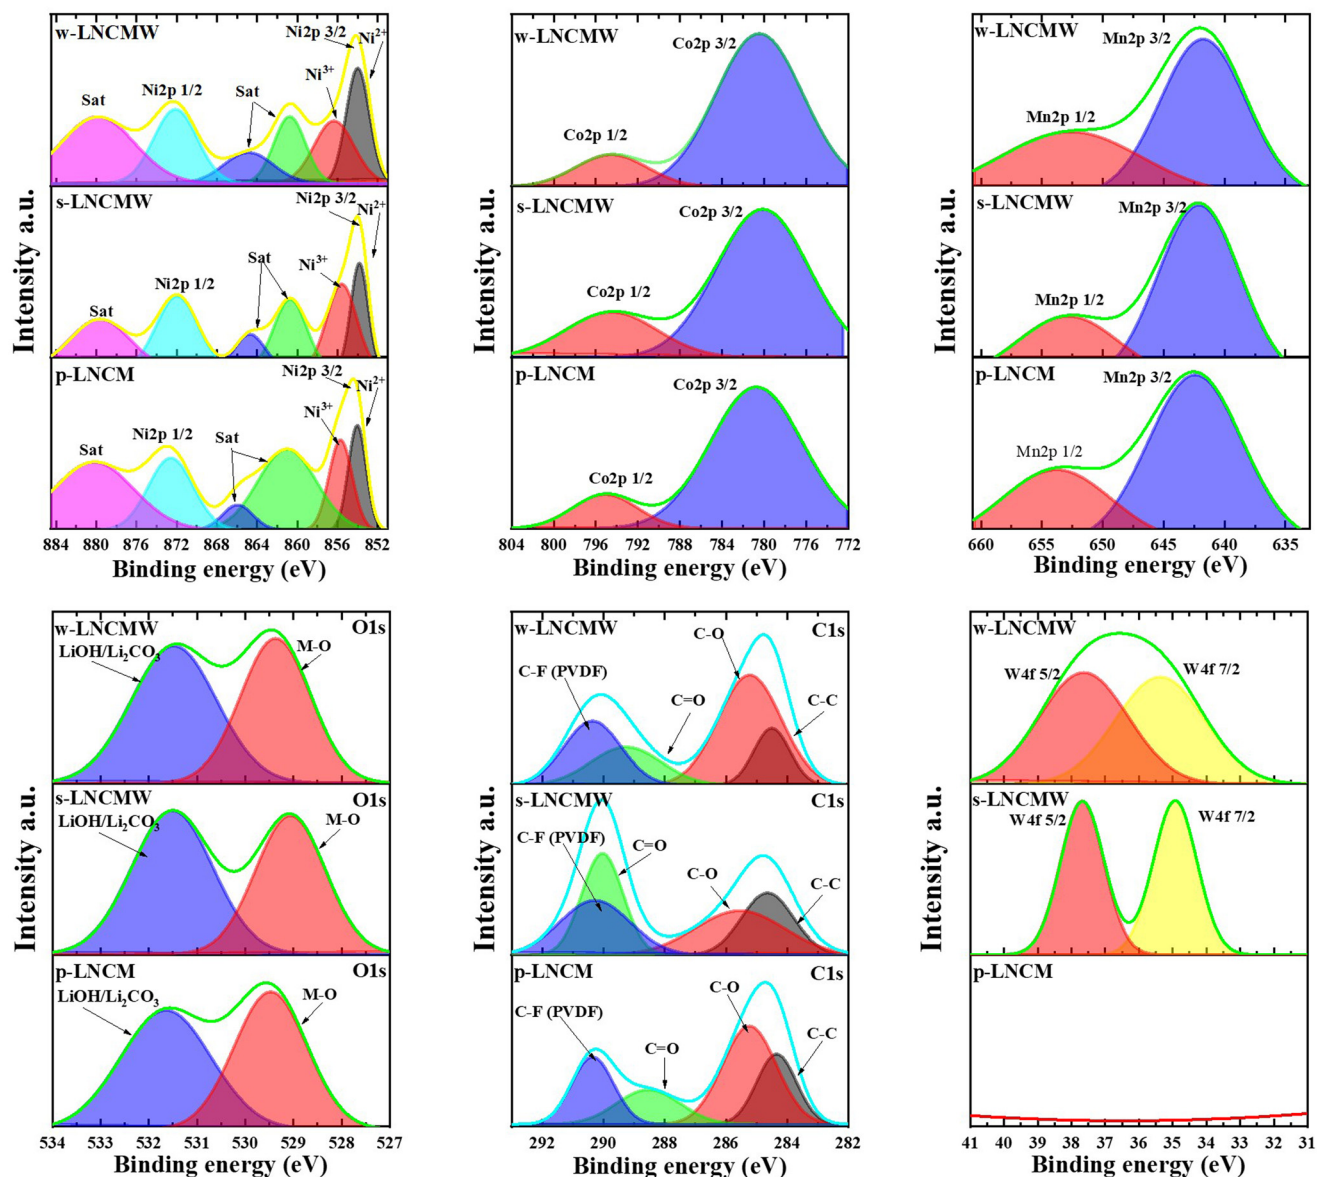 w-LNCMW
Ni2p 3/2
Ni²⁺
Ni³⁺
Ni2p 1/2
Sat
Sat
s-LNCMW
Ni2p 3/2
Ni²⁺
Ni³⁺
Sat
Ni2p 1/2
Sat
p-LNCM
Ni2p 3/2
Ni²⁺
Ni³⁺
Ni2p 1/2
Sat
Sat
Intensity a.u.
884 880 876 872 868 864 860 856 852
Binding energy (eV)
w-LNCMW
Co2p 3/2
Co2p 1/2
s-LNCMW
Co2p 3/2
Co2p 1/2
p-LNCM
Co2p 3/2
Co2p 1/2
Intensity a.u.
804 800 796 792 788 784 780 776 772
Binding energy (eV)
w-LNCMW
Mn2p 3/2
Mn2p 1/2
s-LNCMW
Mn2p 3/2
Mn2p 1/2
p-LNCM
Mn2p 3/2
Mn2p 1/2
Intensity a.u.
660 655 650 645 640 635
Binding energy (eV)
w-LNCMW
O1s
LiOH/Li₂CO₃
M-O
s-LNCMW
O1s
LiOH/Li₂CO₃
M-O
p-LNCM
O1s
LiOH/Li₂CO₃
M-O
Intensity a.u.
534 533 532 531 530 529 528 527
Binding energy (eV)
w-LNCMW
C1s
C-O
C-F (PVDF)
C=O
C-C
s-LNCMW
C1s
C-F (PVDF)
C=O
C-O
C-C
p-LNCM
C1s
C-O
C-F (PVDF)
C=O
C-C
Intensity a.u.
292 290 288 286 284 282
Binding energy (eV)
w-LNCMW
W4f 5/2
W4f 7/2
s-LNCMW
W4f 5/2
W4f 7/2
p-LNCM
Intensity a.u.
41 40 39 38 37 36 35 34 33 32 31
Binding energy (eV)